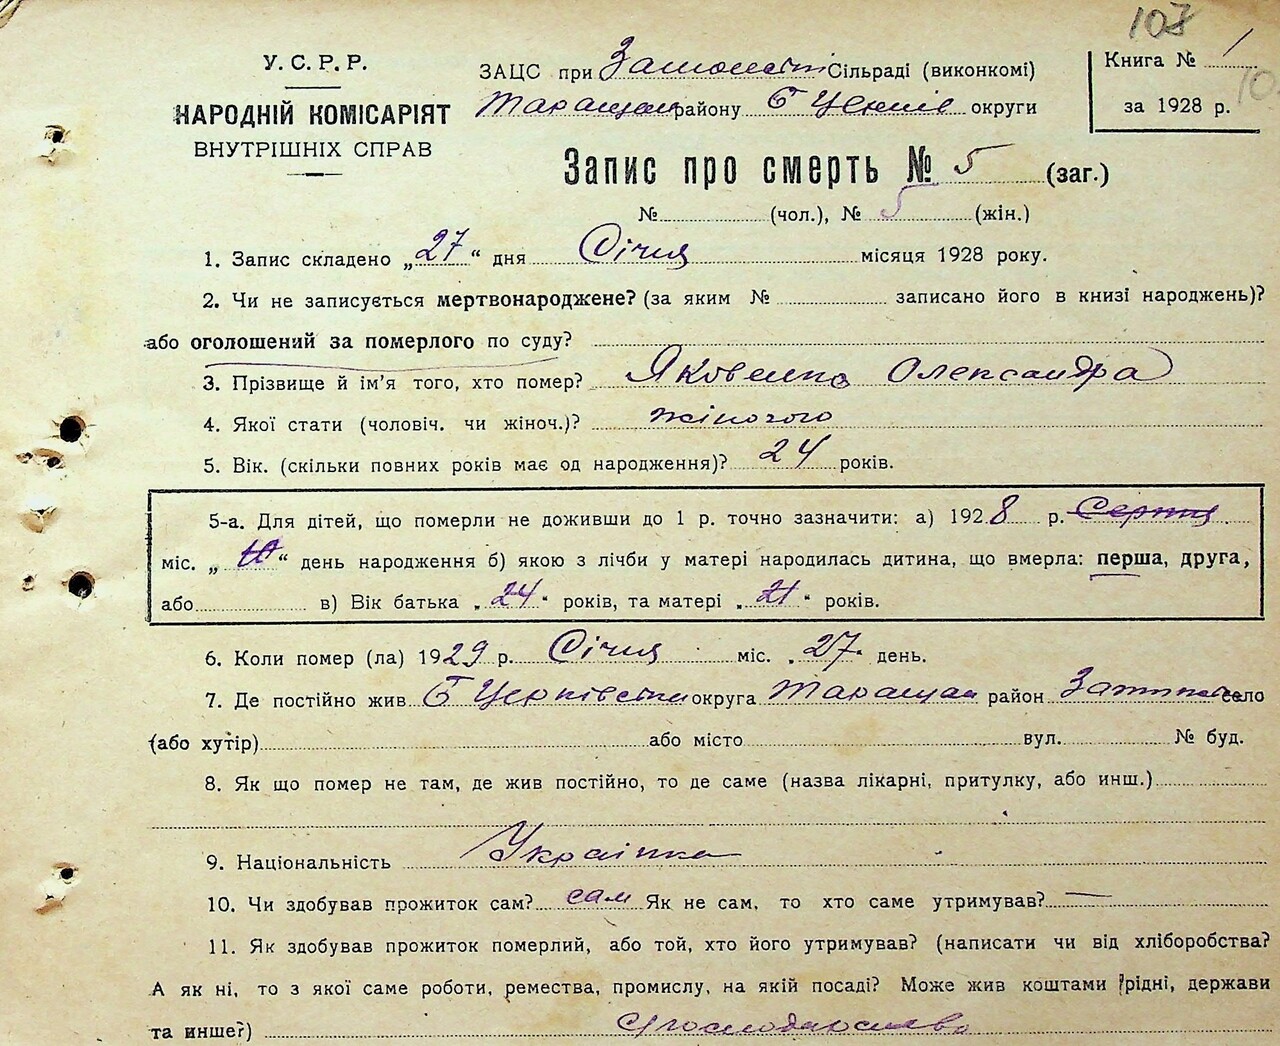 107
У. С. Р. Р.
НАРОДНІЙ КОМІСАРІЯТ
ВНУТРІШНІХ СПРАВ
ЗАЦС при Сільраді (виконкомі)
Таращан району Б Церків округи
Книга № 1
за 1928 р.
10
Запис про смерть № 5 (заг.)
№ (чол.), № 5 (жін.)
1. Запис складено „27“ дня Січня місяця 1928 року.
2. Чи не записується мертвонароджене? (за яким № записано його в книзі народжень)?
або оголошений за померлого по суду?
3. Прізвище й ім'я того, хто помер? Яковенко Олександра
4. Якої стати (чоловіч. чи жіноч.)? жіночого
5. Вік. (скільки повних років має од народження)? 24 років.
5-а. Для дітей, що померли не доживши до 1 р. точно зазначити: а) 1928 р. Серпня
міс. „ “ день народження б) якою з лічби у матері народилась дитина, що вмерла: перша, друга,
або в) Вік батька „24“ років, та матері „21“ років.
6. Коли помер (ла) 1929 р. Січня міс. „27“ день.
7. Де постійно жив Б Церківська округа Таращан район село
(або хутір) або місто вул. № буд.
8. Як що помер не там, де жив постійно, то де саме (назва лікарні, притулку, або инш.)
9. Національність Українка
10. Чи здобував прожиток сам? сам Як не сам, то хто саме утримував? —
11. Як здобував прожиток померлий, або той, хто його утримував? (написати чи від хліборобства?
А як ні, то з якої саме роботи, ремества, промислу, на якій посаді? Може жив коштами рідні, держави
та инше?)